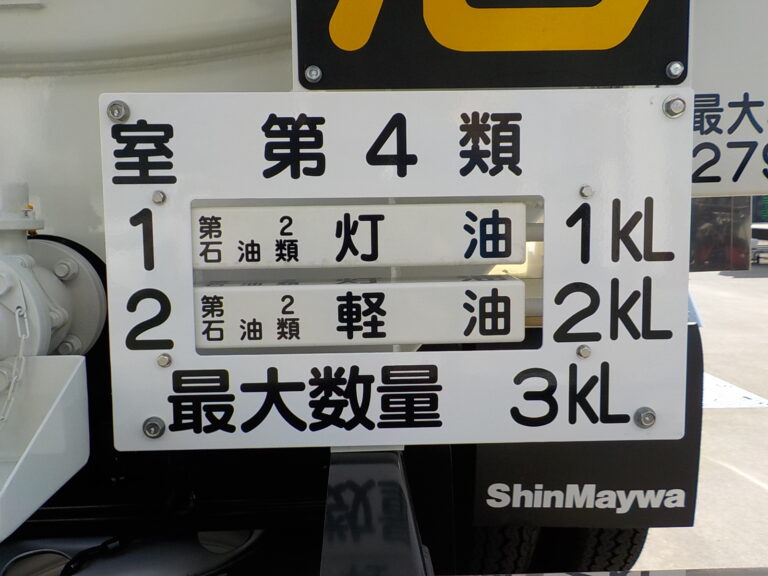 室 第4類
1 第2石油類 灯油 1KL
2 第2石油類 軽油 2KL
最大数量 3KL
最大
279
ShinMaywa